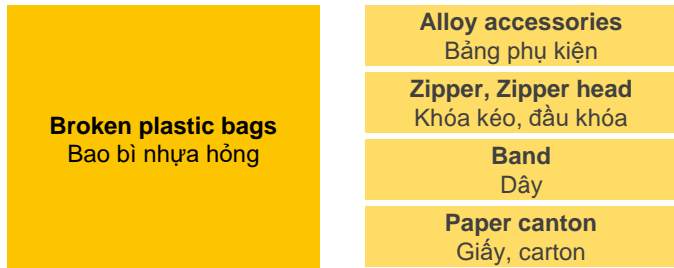 Broken plastic bags
Bao bì nhựa hỏng
Alloy accessories
Bảng phụ kiện
Zipper, Zipper head
Khóa kéo, đầu khóa
Band
Dây
Paper canton
Giấy, carton